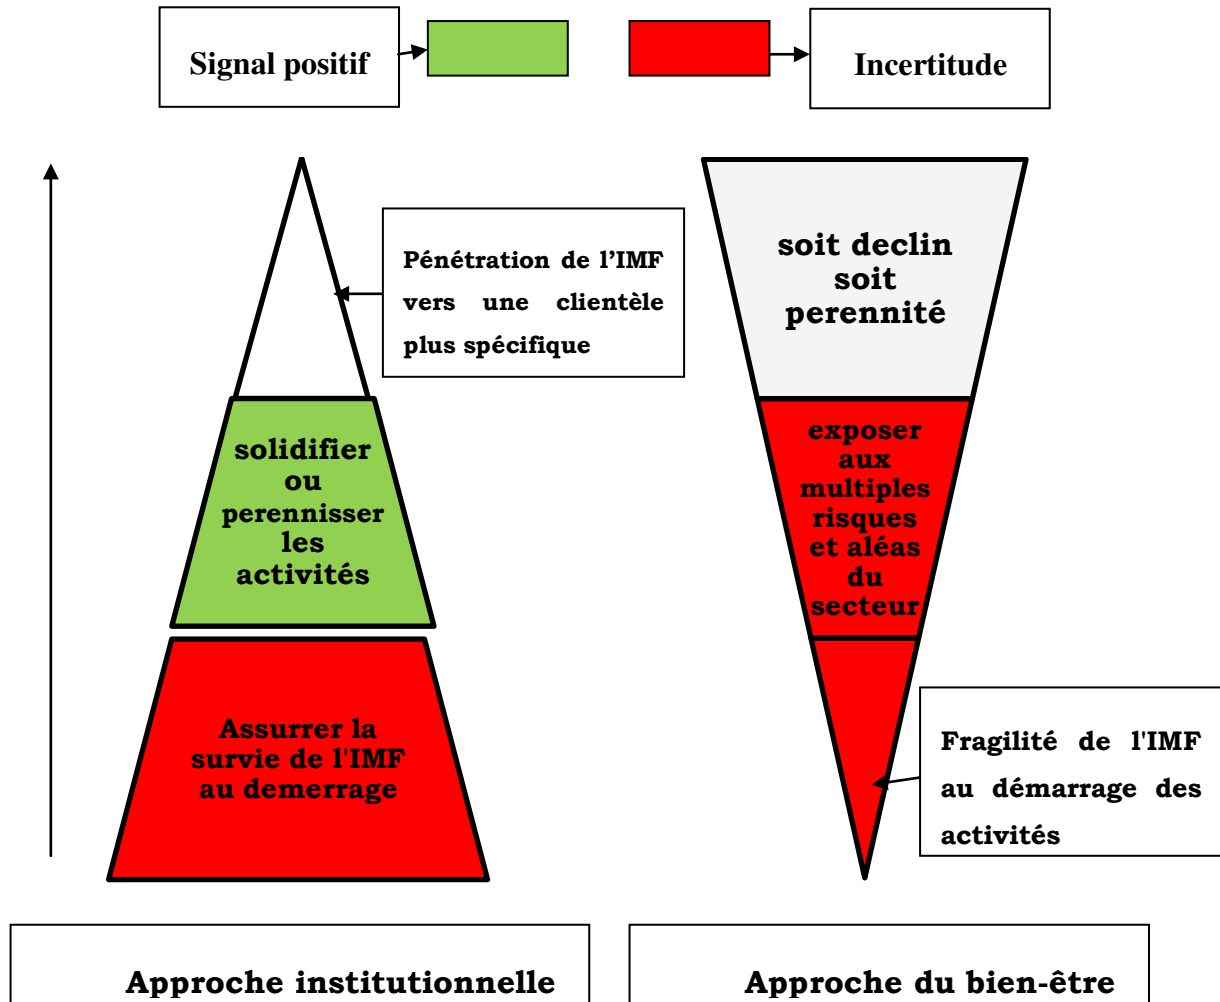 Signal positif
Incertitude
Pénétration de l’IMF
vers une clientèle
plus spécifique
soit declin
soit
perennité
solidifier
ou
perennisser
les
activités
exposer
aux
multiples
risques
et aléas
du
secteur
Assurrer la
survie de l'IMF
au demerrage
Fragilité de l'IMF
au démarrage des
activités
Approche institutionnelle
Approche du bien-être